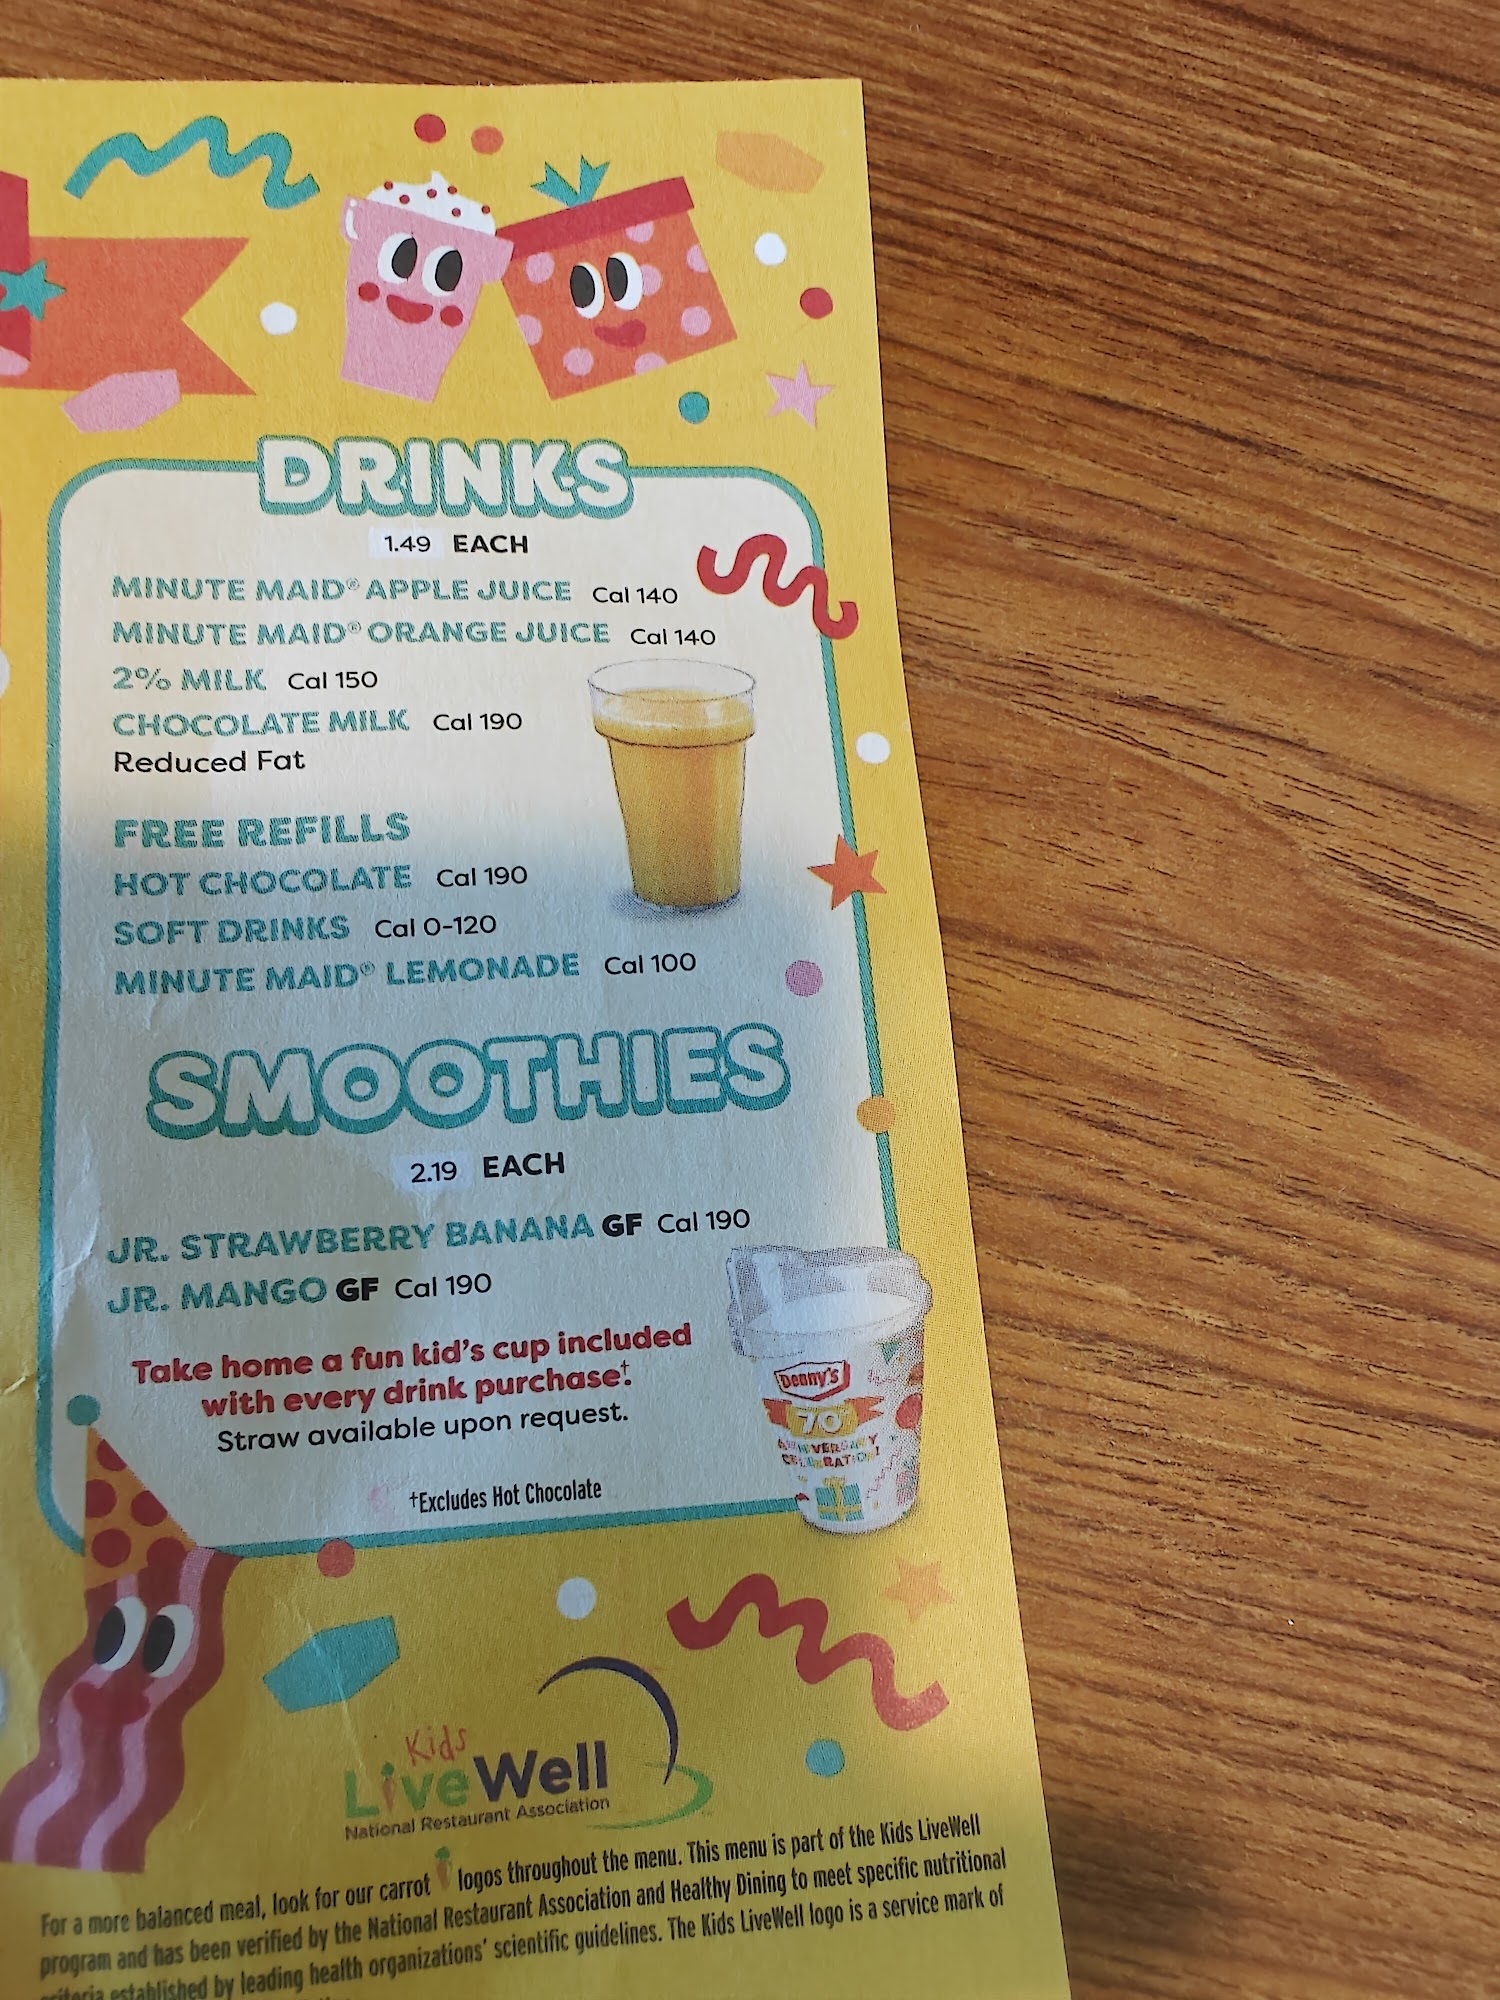 DRINKS
1.49 EACH
MINUTE MAID® APPLE JUICE Cal 140
MINUTE MAID® ORANGE JUICE Cal 140
2% MILK Cal 150
CHOCOLATE MILK Cal 190
Reduced Fat
FREE REFILLS
HOT CHOCOLATE Cal 190
SOFT DRINKS Cal 0-120
MINUTE MAID® LEMONADE Cal 100
SMOOTHIES
2.19 EACH
JR. STRAWBERRY BANANA GF Cal 190
JR. MANGO GF Cal 190
Take home a fun kid's cup included
with every drink purchase†.
Straw available upon request.
†Excludes Hot Chocolate
Denny's
70
ANNIVERSARY
CELEBRATION!
Kids
LiveWell
National Restaurant Association
For a more balanced meal, look for our carrot logos throughout the menu. This menu is part of the Kids LiveWell
program and has been verified by the National Restaurant Association and Healthy Dining to meet specific nutritional
criteria established by leading health organizations' scientific guidelines. The Kids LiveWell logo is a service mark of